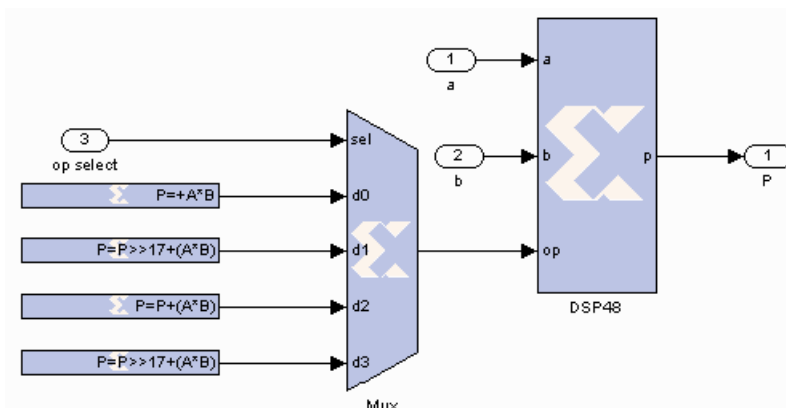 1
a
a
3
op select
sel
2
b
b
p
1
P
P=+A*B
d0
P=P>>17+(A*B)
d1
op
P=P+(A*B)
d2
DSP48
P=P>>17+(A*B)
d3
Mux